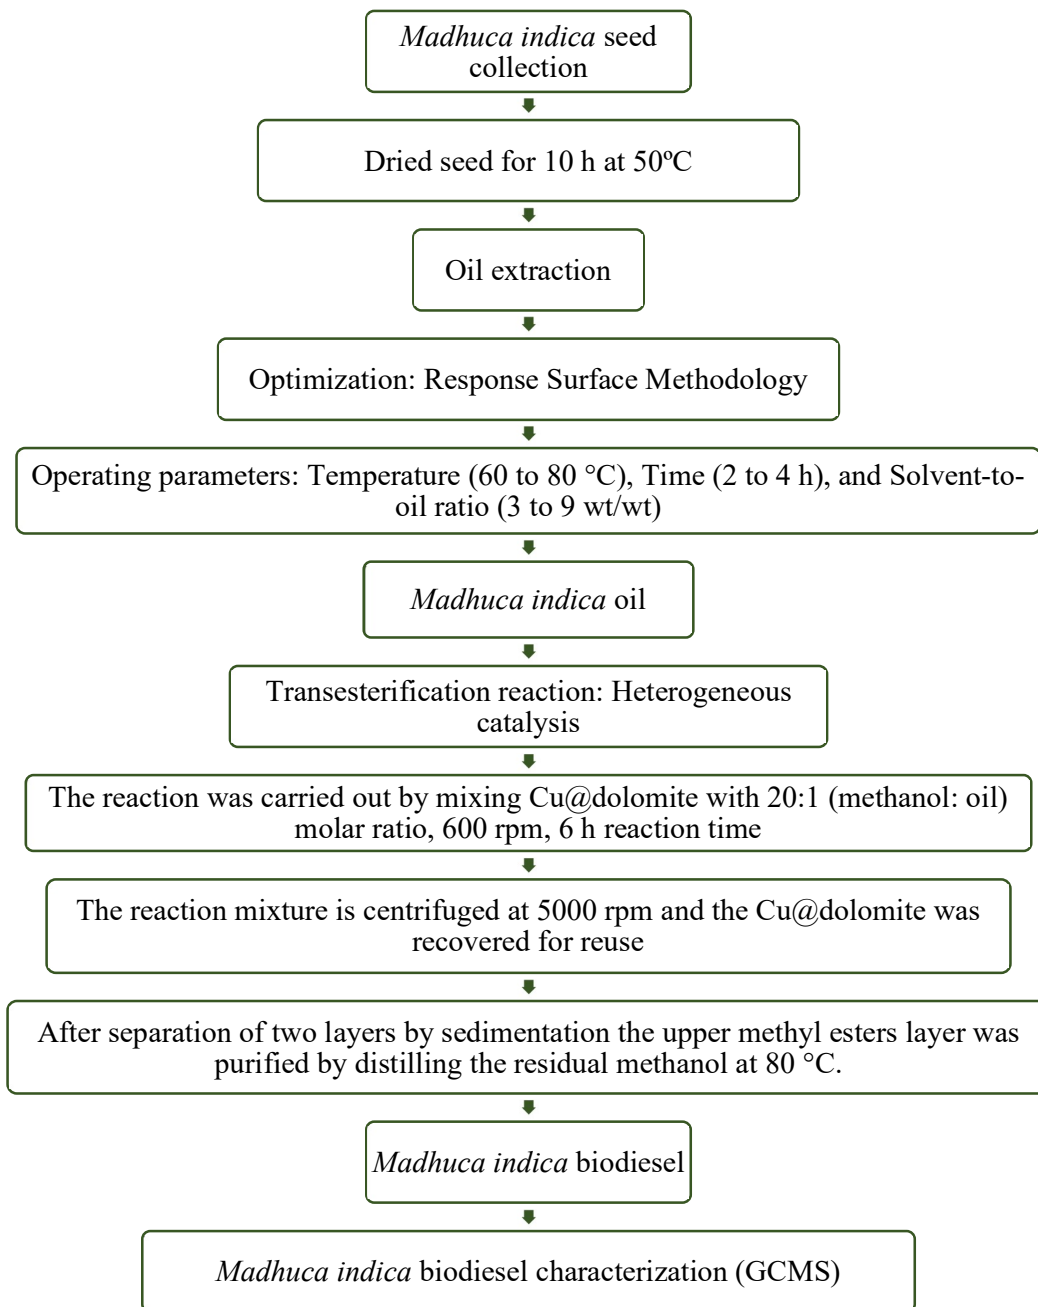 Madhuca indica seed
collection
Dried seed for 10 h at 50ºC
Oil extraction
Optimization: Response Surface Methodology
Operating parameters: Temperature (60 to 80 °C), Time (2 to 4 h), and Solvent-to-
oil ratio (3 to 9 wt/wt)
Madhuca indica oil
Transesterification reaction: Heterogeneous
catalysis
The reaction was carried out by mixing Cu@dolomite with 20:1 (methanol: oil)
molar ratio, 600 rpm, 6 h reaction time
The reaction mixture is centrifuged at 5000 rpm and the Cu@dolomite was
recovered for reuse
After separation of two layers by sedimentation the upper methyl esters layer was
purified by distilling the residual methanol at 80 °C.
Madhuca indica biodiesel
Madhuca indica biodiesel characterization (GCMS)